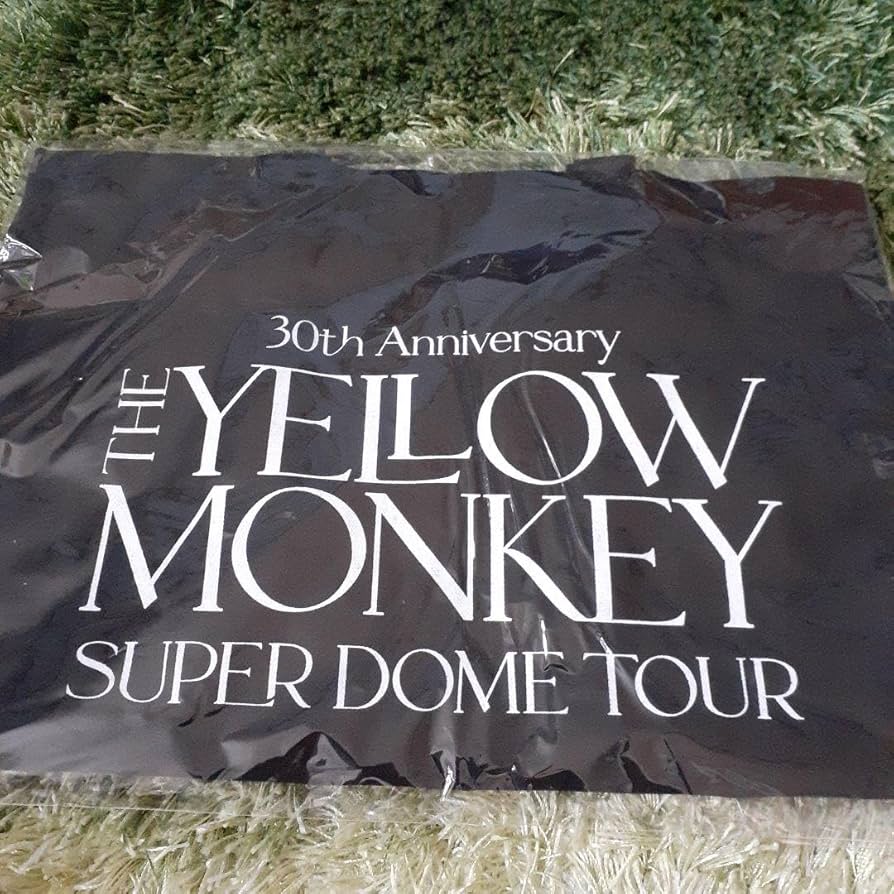 30th Anniversary
THE YELLOW
MONKEY
SUPER DOME TOUR